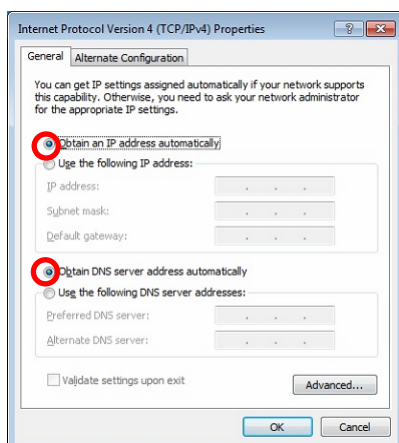 Internet Protocol Version 4 (TCP/IPv4) Properties
General
Alternate Configuration
You can get IP settings assigned automatically if your network supports
this capability. Otherwise, you need to ask your network administrator
for the appropriate IP settings.
Obtain an IP address automatically
Use the following IP address:
IP address:
Subnet mask:
Default gateway:
Obtain DNS server address automatically
Use the following DNS server addresses:
Preferred DNS server:
Alternate DNS server:
Validate settings upon exit
Advanced...
OK
Cancel